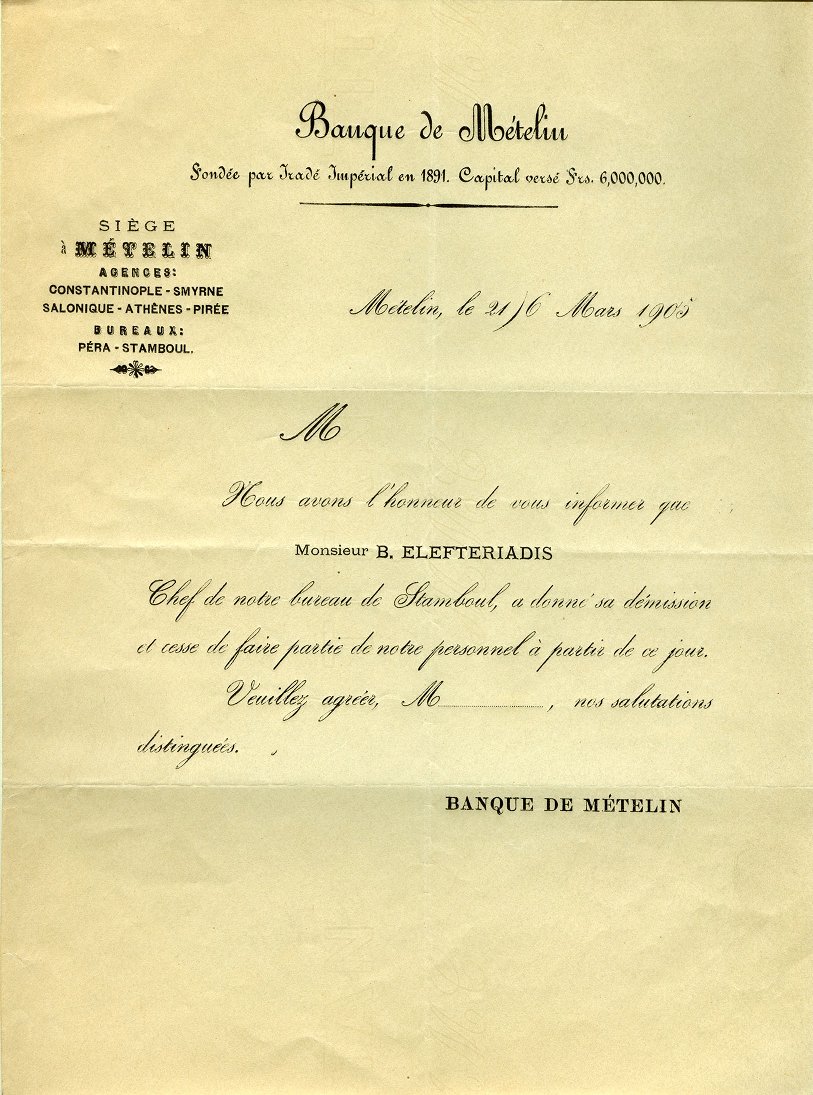 Banque de Mételin
Fondée par Iradé Impérial en 1891. Capital versé Frs. 6,000,000.
SIÈGE
à MÉTELIN
AGENCES:
CONSTANTINOPLE - SMYRNE
SALONIQUE - ATHÈNES - PIRÉE
BUREAUX:
PÉRA - STAMBOUL.
Mételin, le 21/6 Mars 1905
M
Nous avons l'honneur de vous informer que
Monsieur B. ELEFTERIADIS
Chef de notre bureau de Stamboul, a donné sa démission
et cesse de faire partie de notre personnel à partir de ce jour.
Veuillez agréer, M............, nos salutations
distinguées.
BANQUE DE MÉTELIN